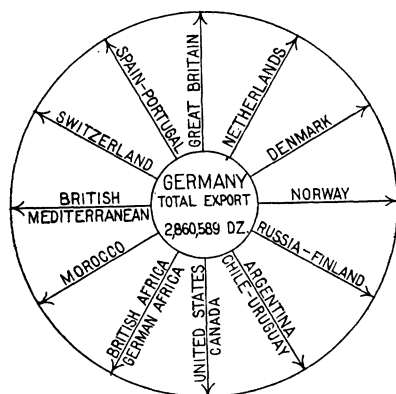 GREAT BRITAIN
NETHERLANDS
DENMARK
NORWAY
RUSSIA-FINLAND
ARGENTINA
CHILE-URUGUAY
UNITED STATES
CANADA
BRITISH AFRICA
GERMAN AFRICA
MOROCCO
BRITISH
MEDITERRANEAN
SWITZERLAND
SPAIN-PORTUGAL
GERMANY
TOTAL EXPORT
2,860,589 DZ.